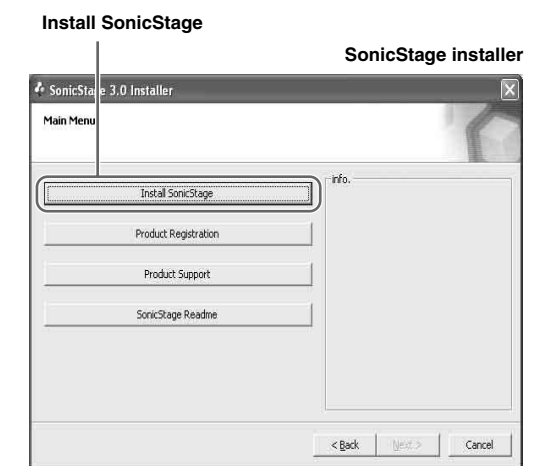 Install SonicStage
SonicStage installer
SonicStage 3.0 Installer
Main Menu
info.
Install SonicStage
Product Registration
Product Support
SonicStage Readme
< Back
Next >
Cancel